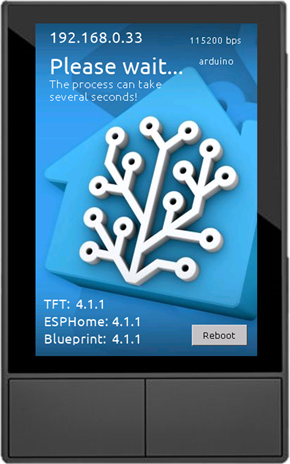 192.168.0.33
115200 bps
Please wait...
arduino
The process can take
several seconds!
TFT: 4.1.1
ESPHome: 4.1.1
Blueprint: 4.1.1
Reboot